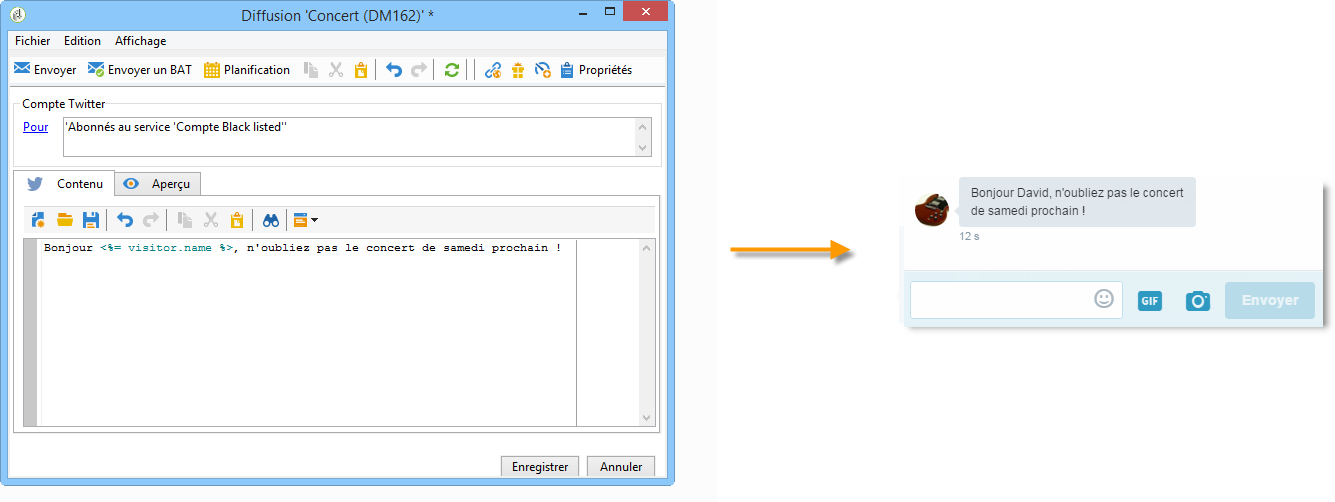 Diffusion 'Concert (DM162)' *
Fichier Edition Affichage
Envoyer Envoyer un BAT Planification Propriétés
Compte Twitter
Pour 'Abonnés au service 'Compte Black listed''
Contenu Aperçu
Bonjour <%= visitor.name %>, n'oubliez pas le concert de samedi prochain !
Enregistrer Annuler
Bonjour David, n'oubliez pas le concert
de samedi prochain !
12 s
GIF Envoyer